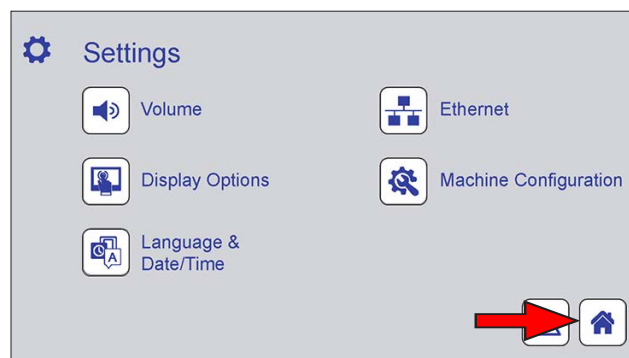 Settings
Volume
Ethernet
Display Options
Machine Configuration
Language &
Date/Time
A